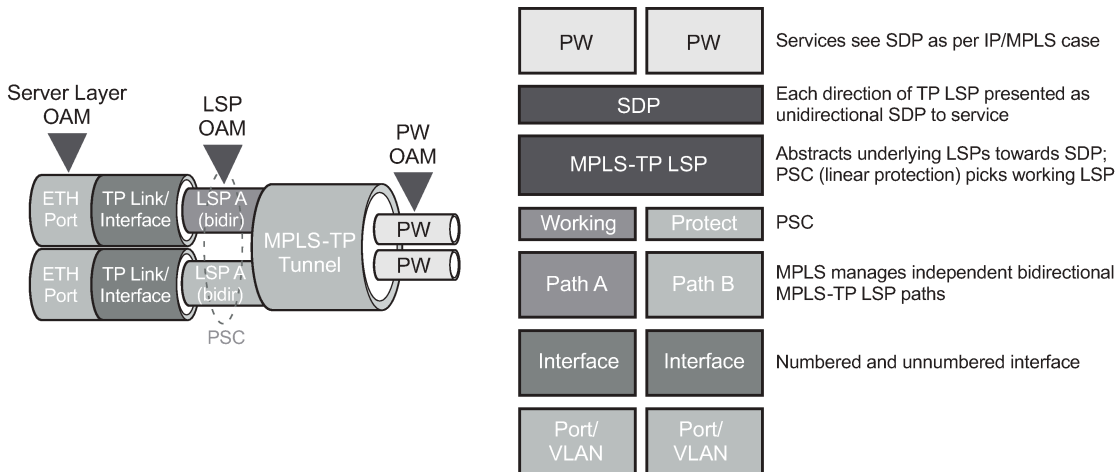 Server Layer
OAM
LSP
OAM
PW
OAM
ETH
Port
TP Link/
Interface
LSP A
(bidir)
ETH
Port
TP Link/
Interface
LSP A
(bidir)
MPLS-TP
Tunnel
PW
PW
PSC
PW
PW
Services see SDP as per IP/MPLS case
SDP
Each direction of TP LSP presented as
unidirectional SDP to service
MPLS-TP LSP
Abstracts underlying LSPs towards SDP;
PSC (linear protection) picks working LSP
Working
Protect
PSC
Path A
Path B
MPLS manages independent bidirectional
MPLS-TP LSP paths
Interface
Interface
Numbered and unnumbered interface
Port/
VLAN
Port/
VLAN